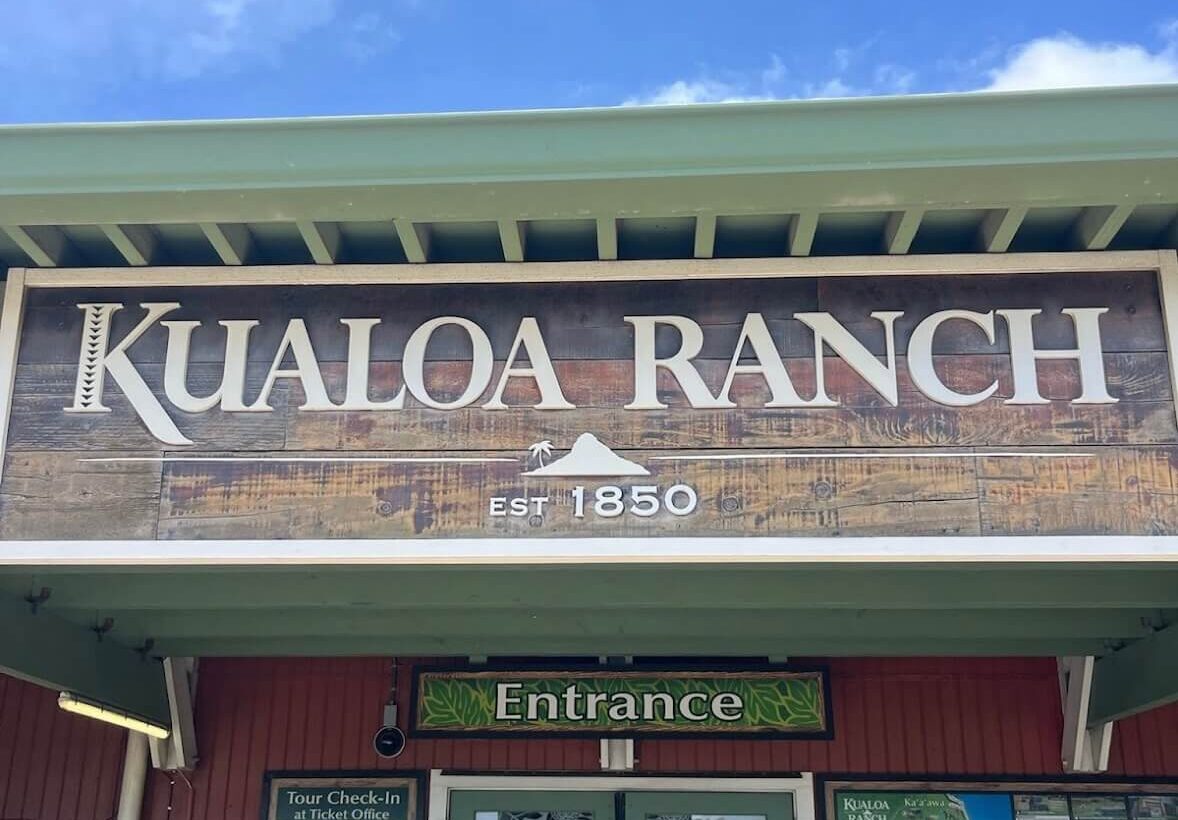 KUALOA RANCH
EST 1850
Entrance
Tour Check-In
at Ticket Office
KUALOA
RANCH
Ka'a'awa